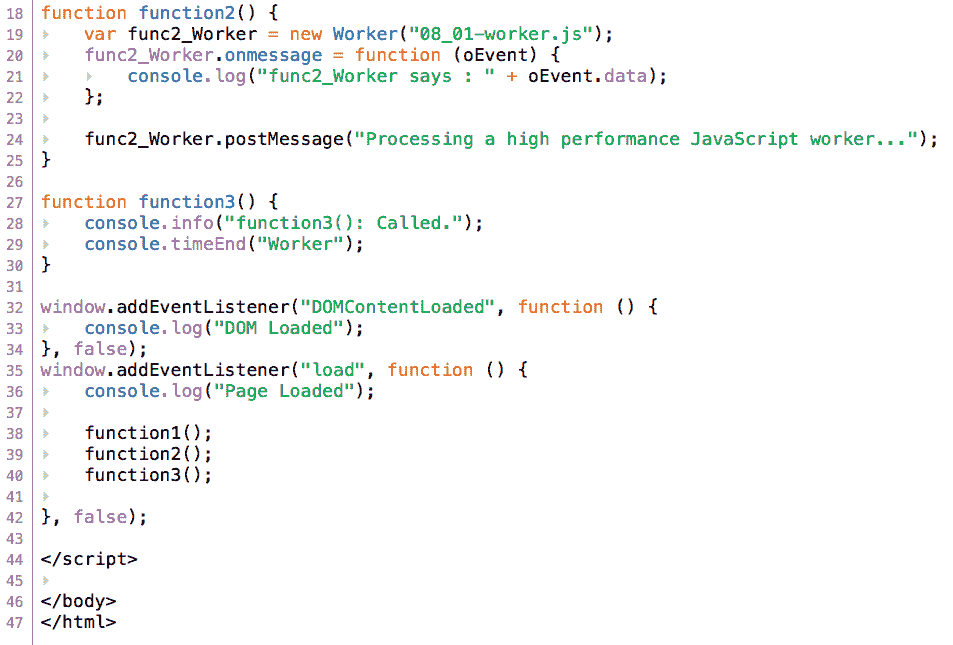 18 function function2() {
19 var func2_Worker = new Worker("08_01-worker.js");
20 func2_Worker.onmessage = function (oEvent) {
21 console.log("func2_Worker says : " + oEvent.data);
22 };
23
24 func2_Worker.postMessage("Processing a high performance JavaScript worker...");
25 }
26
27 function function3() {
28 console.info("function3(): Called.");
29 console.timeEnd("Worker");
30 }
31
32 window.addEventListener("DOMContentLoaded", function () {
33 console.log("DOM Loaded");
34 }, false);
35 window.addEventListener("load", function () {
36 console.log("Page Loaded");
37
38 function1();
39 function2();
40 function3();
41
42 }, false);
43
44 </script>
45
46 </body>
47 </html>